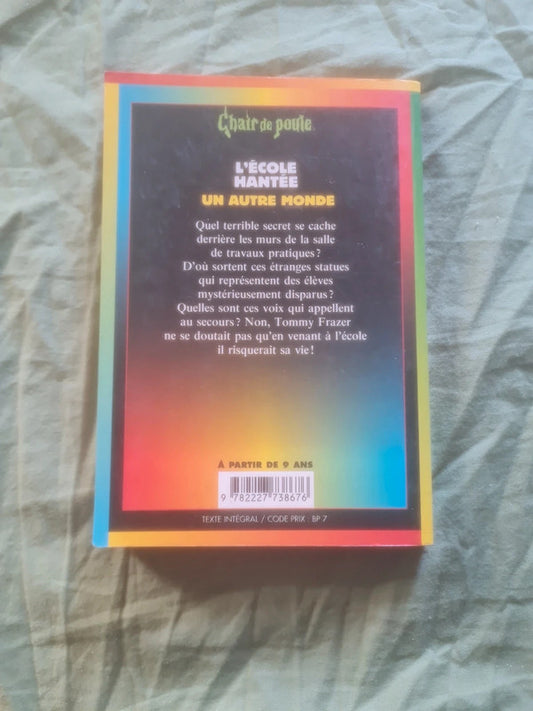 Chair de poule
L'ÉCOLE
HANTÉE
UN AUTRE MONDE
Quel terrible secret se cache
derrière les murs de la salle
de travaux pratiques?
D'où sortent ces étranges statues
qui représentent des élèves
mystérieusement disparus?
Quelles sont ces voix qui appellent
au secours? Non, Tommy Frazer
ne se doutait pas qu'en venant à l'école
il risquerait sa vie!
À PARTIR DE 9 ANS
9 782227 738676
TEXTE INTÉGRAL / CODE PRIX : BP 7